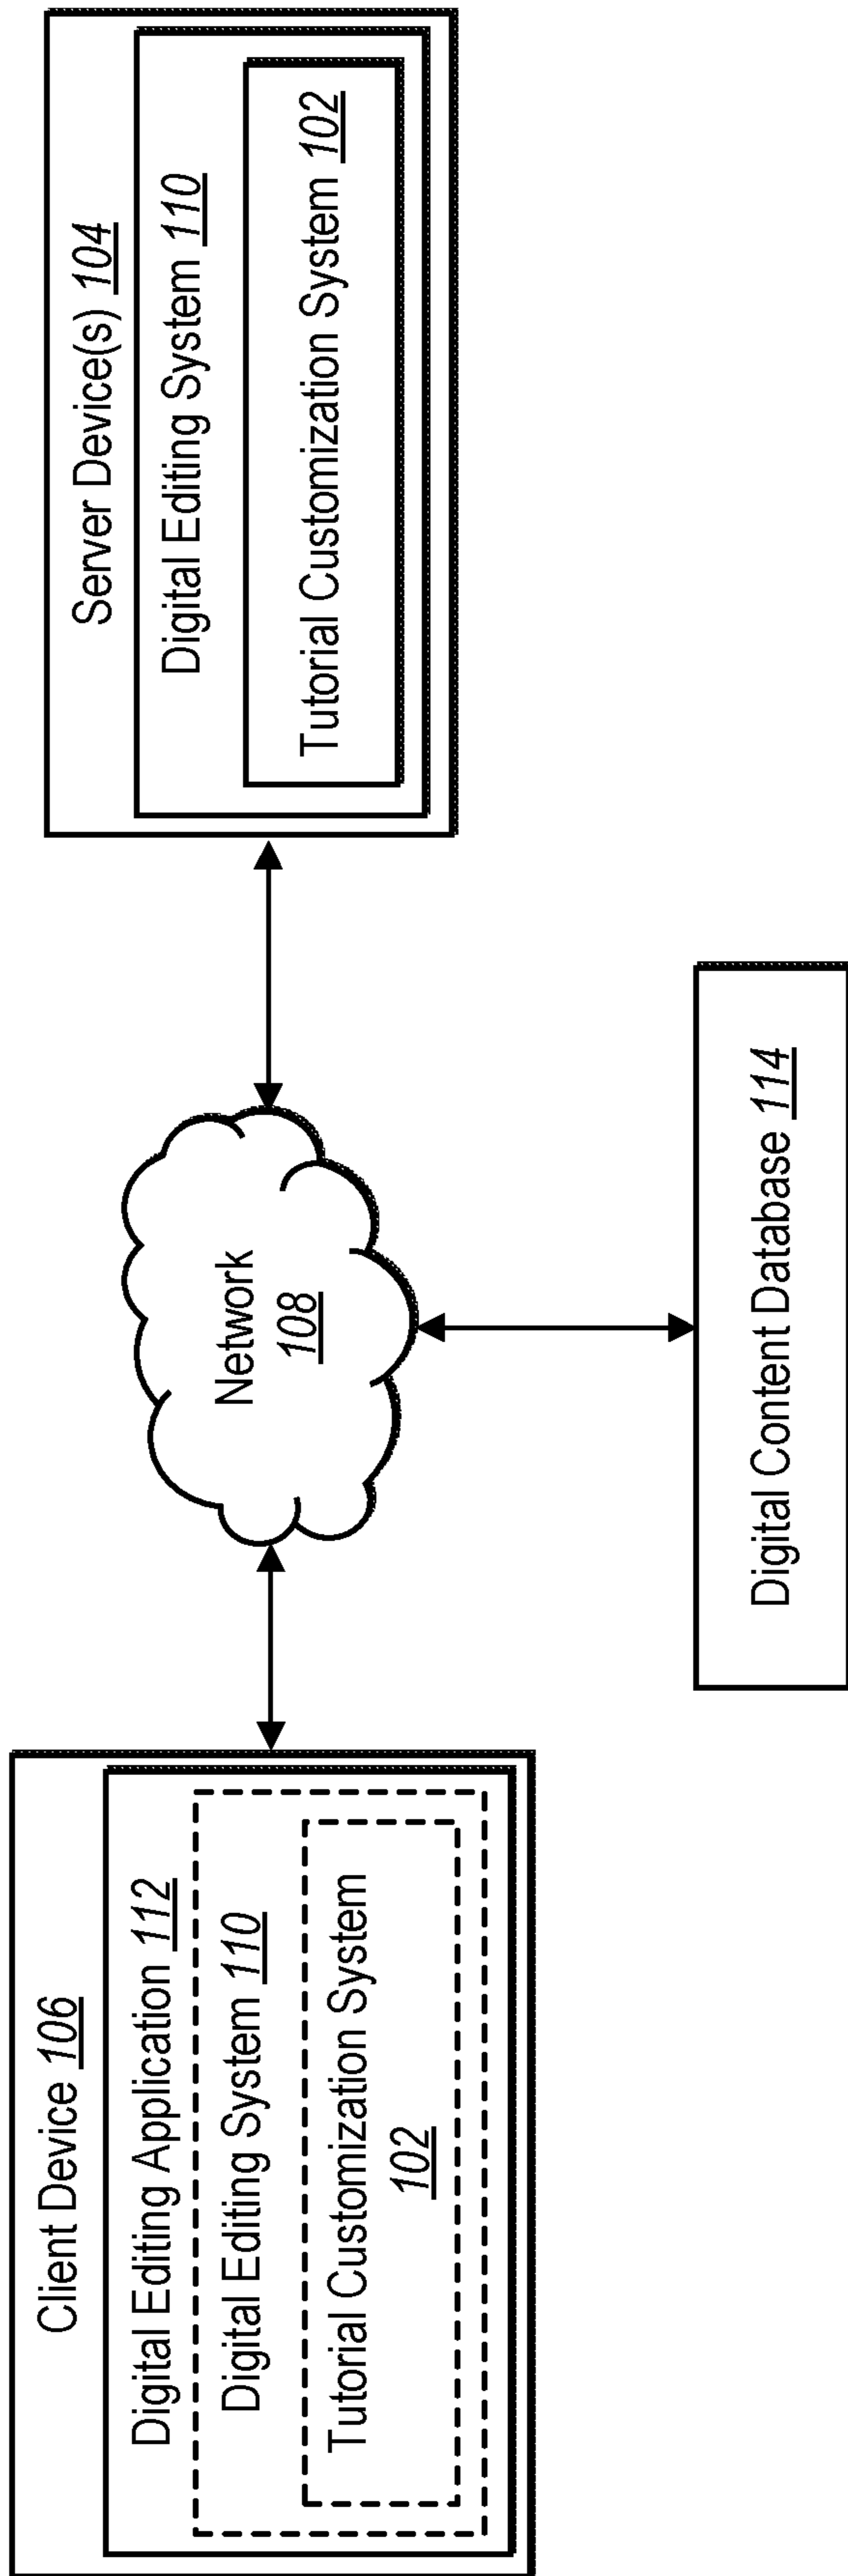 Client Device 106
Digital Editing Application 112
Digital Editing System 110
Tutorial Customization System
102
Network
108
Server Device(s) 104
Digital Editing System 110
Tutorial Customization System 102
Digital Content Database 114